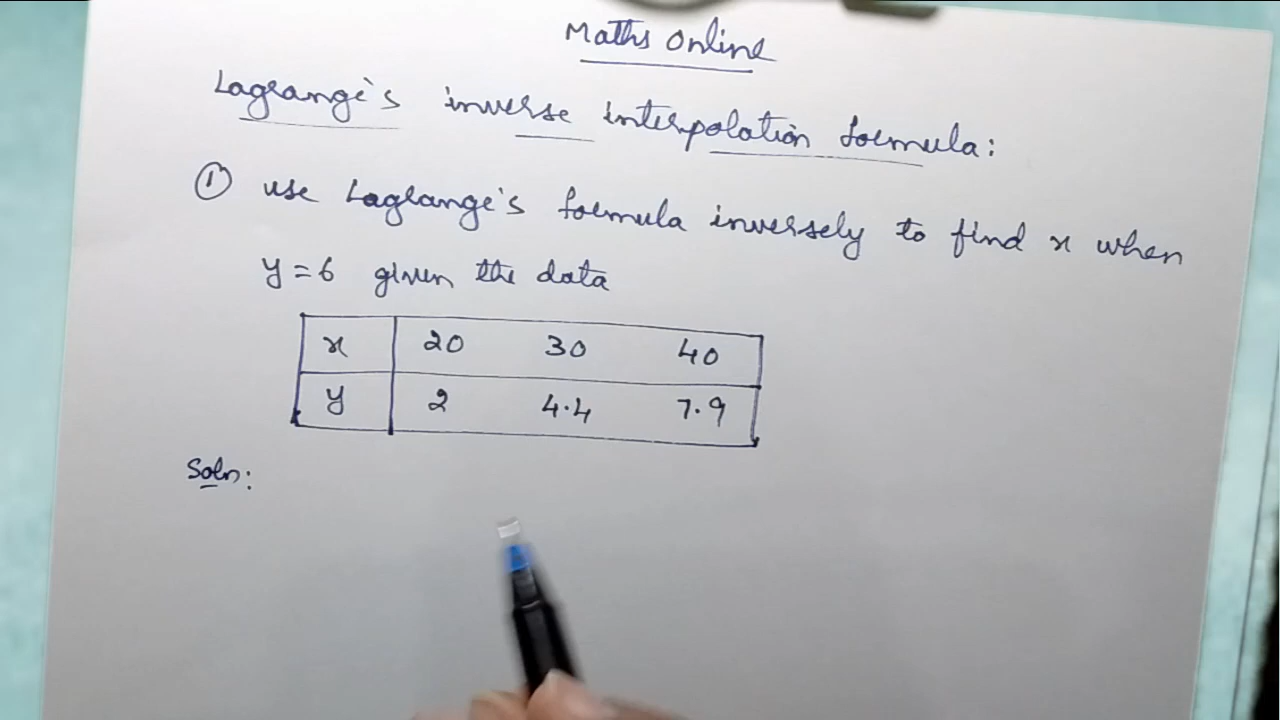 Maths Online
Lagrange's inverse interpolation formula:
① use Lagrange's formula inversely to find x when
y = 6 given the data
x 20 30 40
y 2 4.4 7.9
Soln: